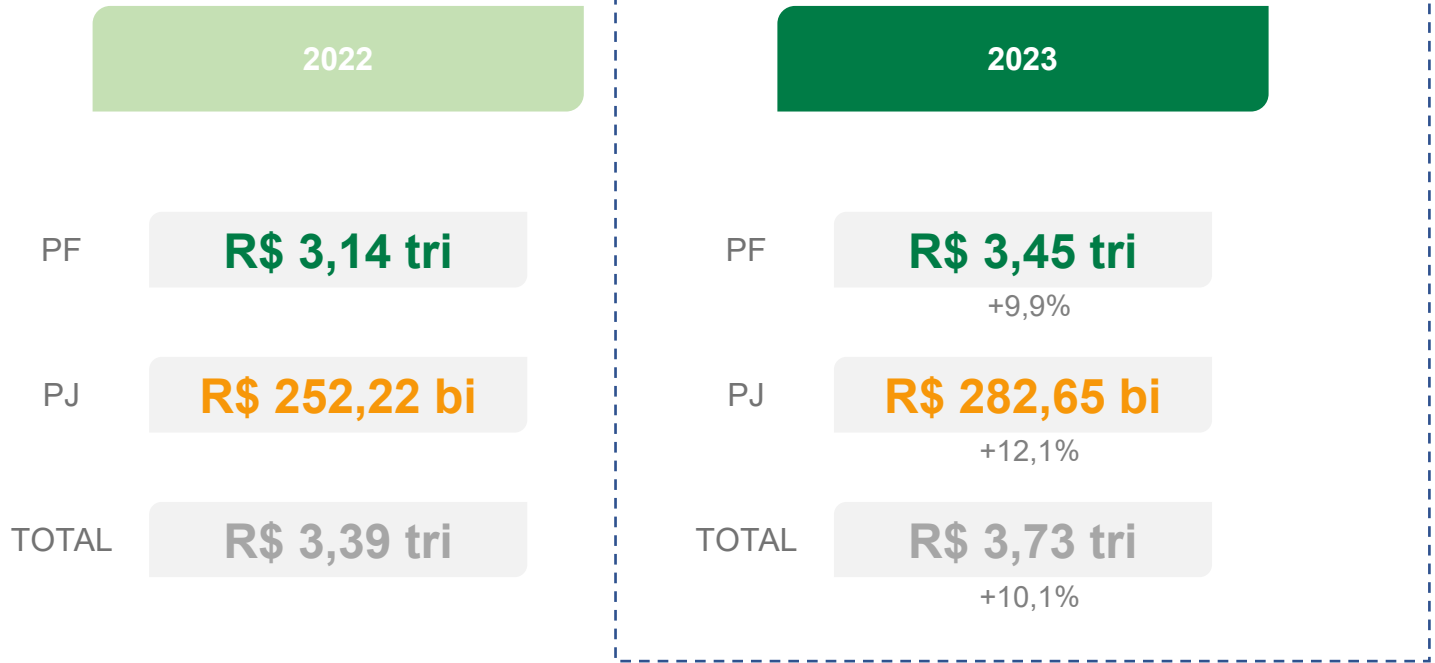 2022
PF
R$ 3,14 tri
PJ
R$ 252,22 bi
TOTAL
R$ 3,39 tri
2023
PF
R$ 3,45 tri
+9,9%
PJ
R$ 282,65 bi
+12,1%
TOTAL
R$ 3,73 tri
+10,1%